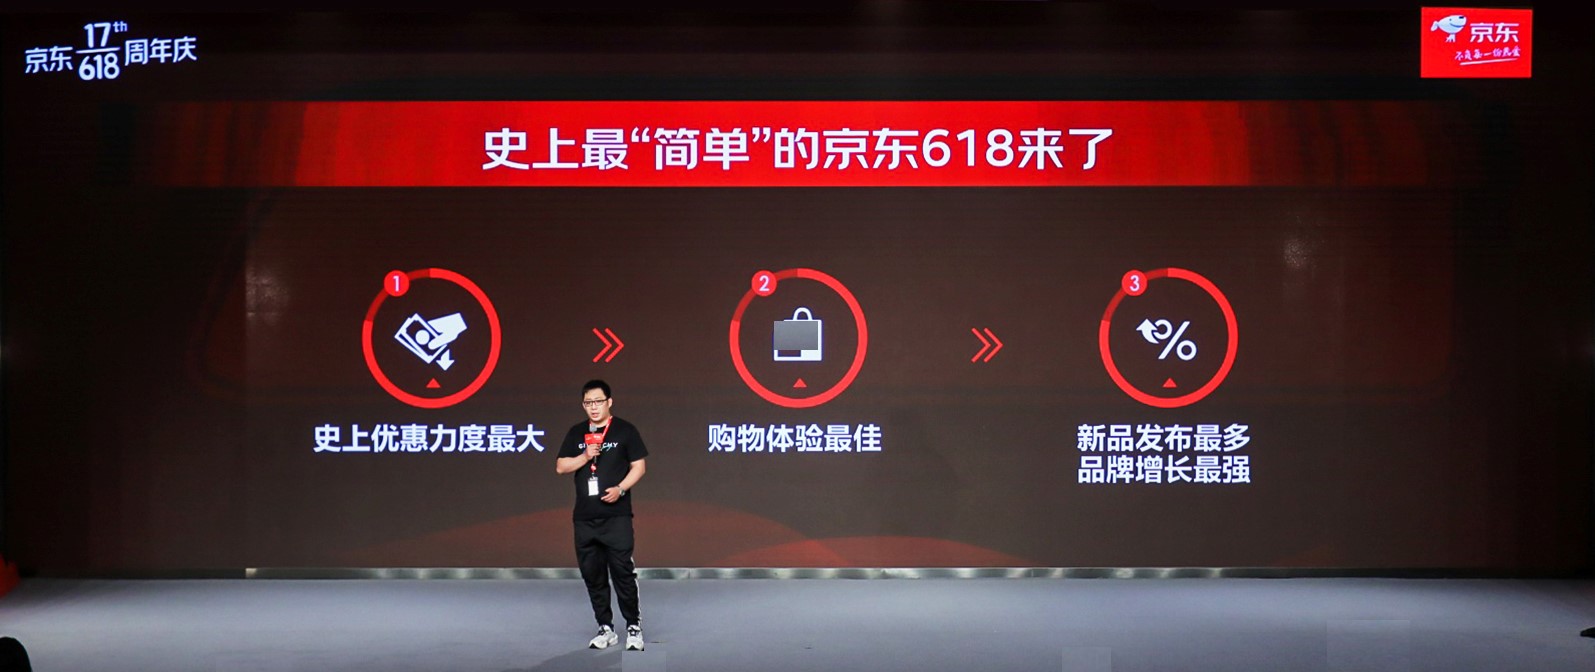 京东 17th 618 周年庆
京东
不负每一份热爱
史上最“简单”的京东618来了
1
2
3
史上优惠力度最大
购物体验最佳
新品发布最多
品牌增长最强